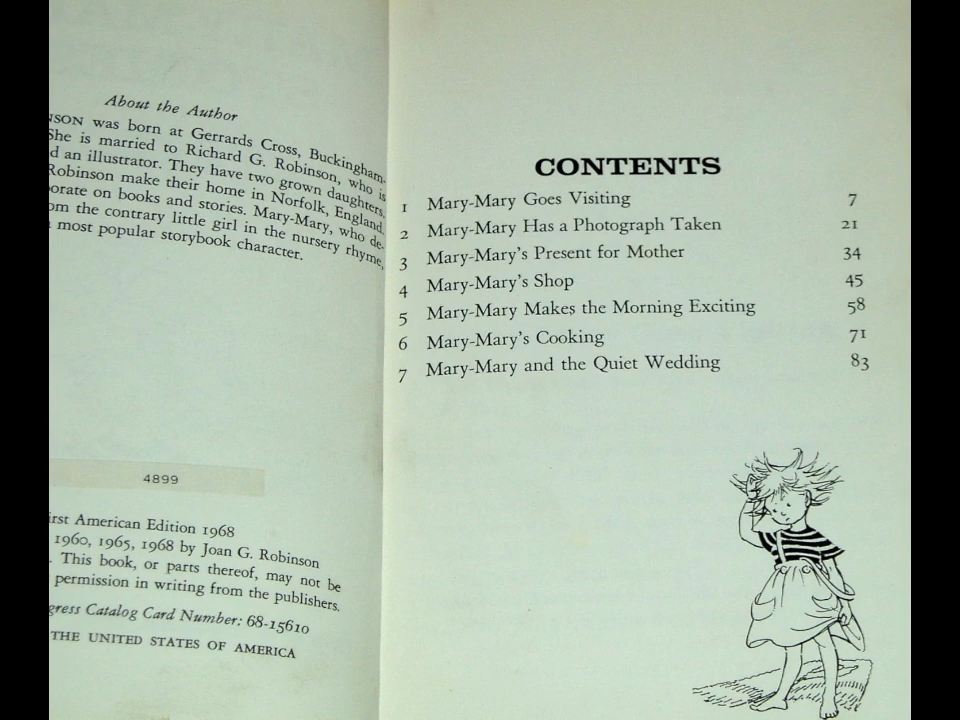 About the Author
NSON was born at Gerrards Cross, Buckingham-
She is married to Richard G. Robinson, who is
d an illustrator. They have two grown daughters.
Robinson make their home in Norfolk, England.
orate on books and stories. Mary-Mary, who de-
om the contrary little girl in the nursery rhyme,
most popular storybook character.
4899
irst American Edition 1968
1960, 1965, 1968 by Joan G. Robinson
. This book, or parts thereof, may not be
permission in writing from the publishers.
gress Catalog Card Number: 68-15610
THE UNITED STATES OF AMERICA
CONTENTS
1 Mary-Mary Goes Visiting 7
2 Mary-Mary Has a Photograph Taken 21
3 Mary-Mary's Present for Mother 34
4 Mary-Mary's Shop 45
5 Mary-Mary Makes the Morning Exciting 58
6 Mary-Mary's Cooking 71
7 Mary-Mary and the Quiet Wedding 83